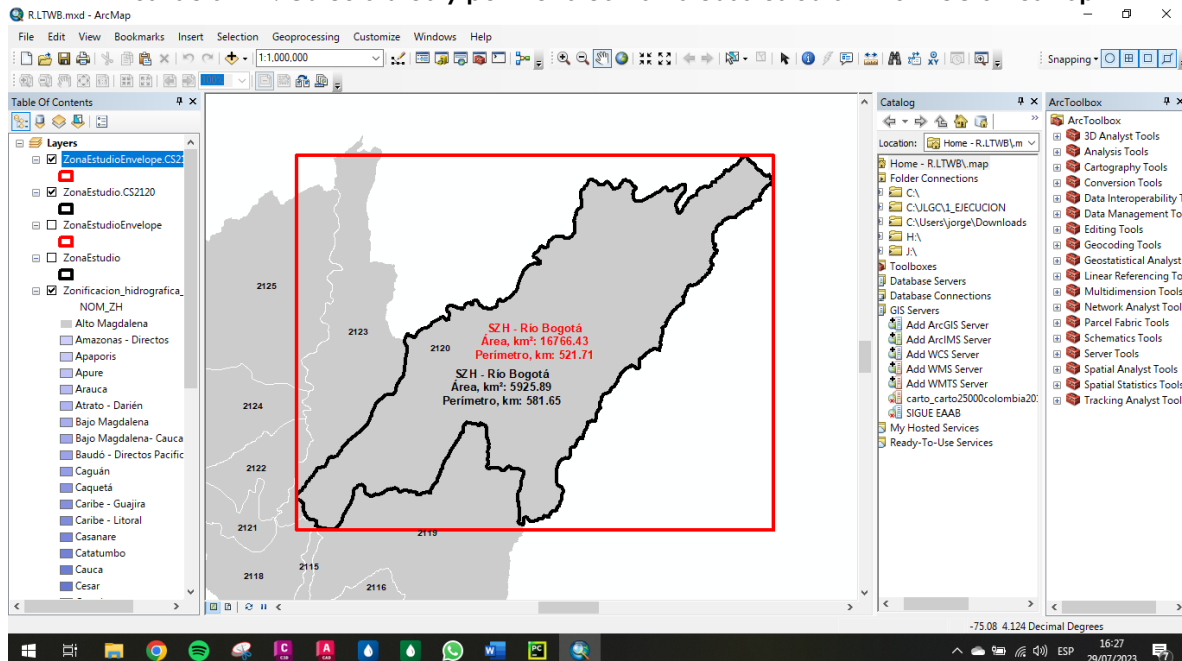 R.LTWB.mxd - ArcMap
File Edit View Bookmarks Insert Selection Geoprocessing Customize Windows Help
1:1,000,000
Snapping
Table Of Contents
Layers
ZonaEstudioEnvelope.CS21
ZonaEstudio.CS2120
ZonaEstudioEnvelope
ZonaEstudio
Zonificacion_hidrografica_
NOM_ZH
Alto Magdalena
Amazonas - Directos
Apaporis
Apure
Arauca
Atrato - Darién
Bajo Magdalena
Bajo Magdalena- Cauca
Baudó - Directos Pacific
Caguán
Caquetá
Caribe - Guajira
Caribe - Litoral
Casanare
Catatumbo
Cauca
Cesar
2125
2123
2120
SZH - Río Bogotá
Área, km²: 16766.43
Perímetro, km: 521.71
SZH - Río Bogotá
Área, km²: 5925.89
Perímetro, km: 581.65
2124
2122
2121
2119
2118
2115
2116
Catalog
Location: Home - R.LTWB\.m
Home - R.LTWB\.map
Folder Connections
C:\
C:\JLGC\1_EJECUCION
C:\Users\jorge\Downloads
H:\
J:\
Toolboxes
Database Servers
Database Connections
GIS Servers
Add ArcGIS Server
Add ArcIMS Server
Add WCS Server
Add WMS Server
Add WMTS Server
carto_carto25000colombia20
SIGUE EAAB
My Hosted Services
Ready-To-Use Services
ArcToolbox
ArcToolbox
3D Analyst Tools
Analysis Tools
Cartography Tools
Conversion Tools
Data Interoperability T
Data Management To
Editing Tools
Geocoding Tools
Geostatistical Analyst
Linear Referencing To
Multidimension Tools
Network Analyst Tool
Parcel Fabric Tools
Schematics Tools
Server Tools
Spatial Analyst Tools
Spatial Statistics Tools
Tracking Analyst Tool
-75.08 4.124 Decimal Degrees
ESP
16:27
29/07/2023